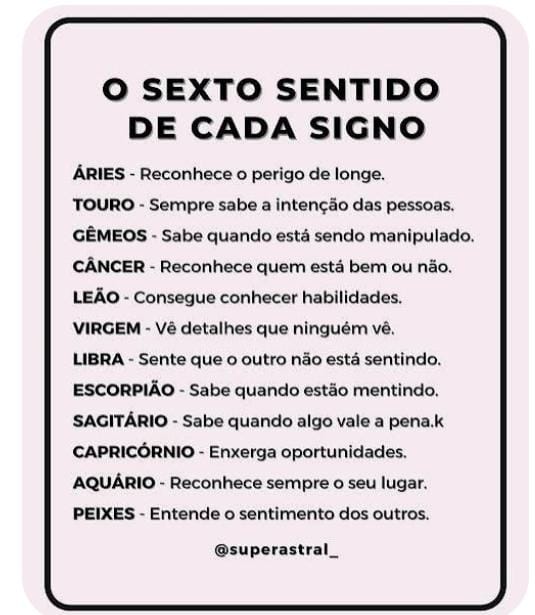 O SEXTO SENTIDO
DE CADA SIGNO
ÁRIES - Reconhece o perigo de longe.
TOURO - Sempre sabe a intenção das pessoas.
GÊMEOS - Sabe quando está sendo manipulado.
CÂNCER - Reconhece quem está bem ou não.
LEÃO - Consegue conhecer habilidades.
VIRGEM - Vê detalhes que ninguém vê.
LIBRA - Sente que o outro não está sentindo.
ESCORPIÃO - Sabe quando estão mentindo.
SAGITÁRIO - Sabe quando algo vale a pena.k
CAPRICÓRNIO - Enxerga oportunidades.
AQUÁRIO - Reconhece sempre o seu lugar.
PEIXES - Entende o sentimento dos outros.
@superastral_